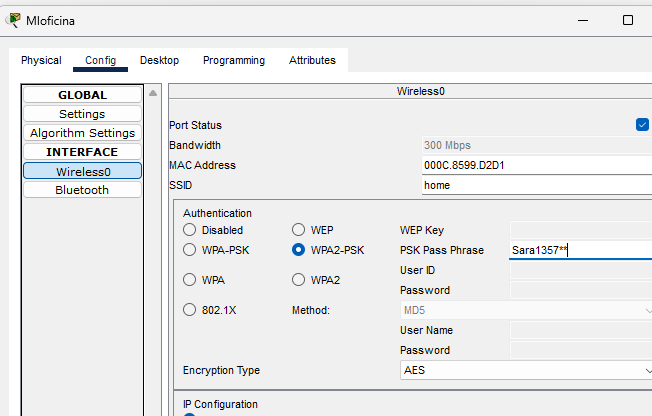 Mloficina
Physical Config Desktop Programming Attributes
GLOBAL
Settings
Algorithm Settings
INTERFACE
Wireless0
Bluetooth
Wireless0
Port Status
Bandwidth 300 Mbps
MAC Address 000C.8599.D2D1
SSID home
Authentication
Disabled WEP WEP Key
WPA-PSK WPA2-PSK PSK Pass Phrase Sara1357**
User ID
WPA WPA2
Password
802.1X Method: MD5
User Name
Password
Encryption Type AES
IP Configuration